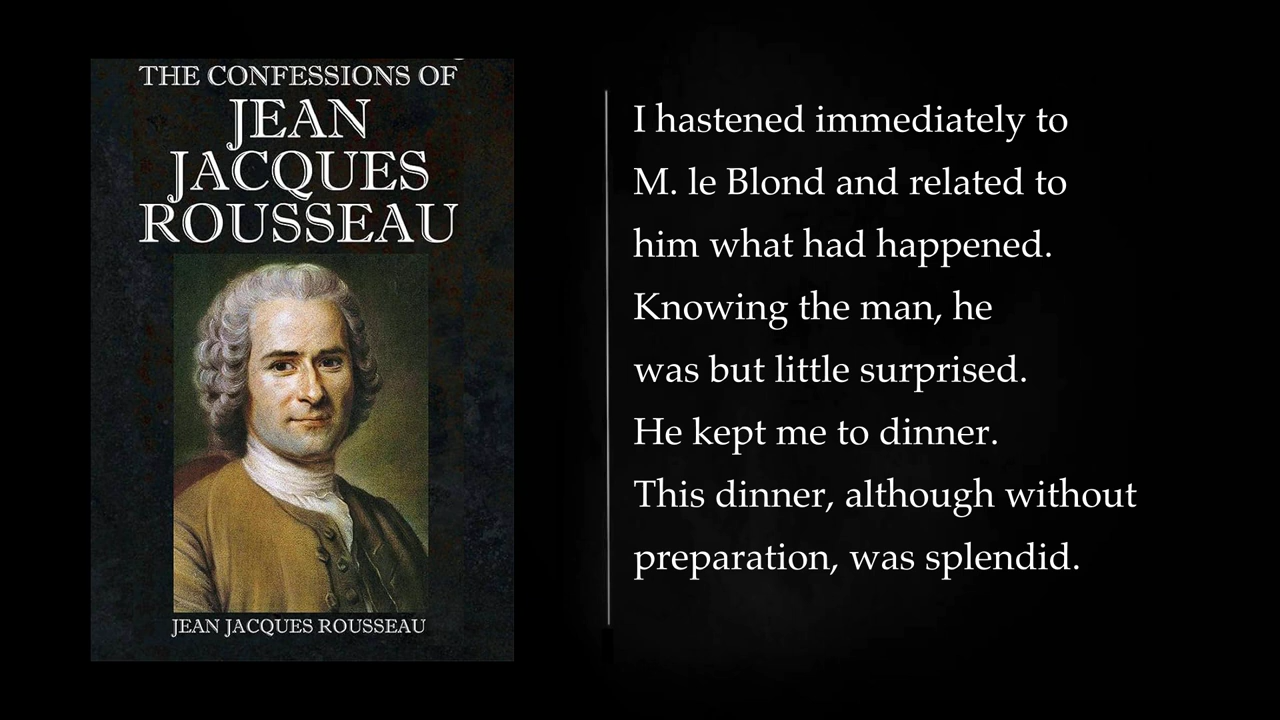 THE CONFESSIONS OF
JEAN
JACQUES
ROUSSEAU
JEAN JACQUES ROUSSEAU
I hastened immediately to
M. le Blond and related to
him what had happened.
Knowing the man, he
was but little surprised.
He kept me to dinner.
This dinner, although without
preparation, was splendid.